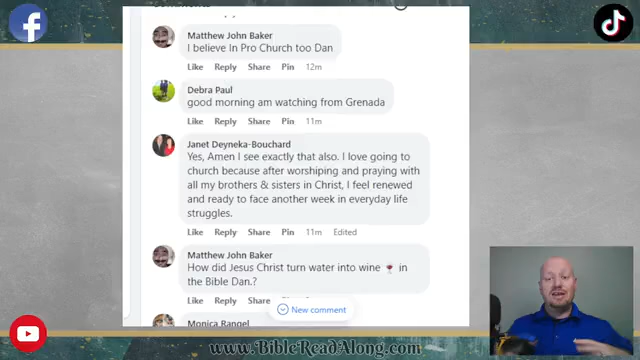 Matthew John Baker
I believe In Pro Church too Dan
Like Reply Share Pin 12m
Debra Paul
good morning am watching from Grenada
Like Reply Share Pin 11m
Janet Deyneka-Bouchard
Yes, Amen I see exactly that also. I love going to
church because after worshiping and praying with
all my brothers & sisters in Christ, I feel renewed
and ready to face another week in everyday life
struggles.
Like Reply Share Pin 11m Edited
Matthew John Baker
How did Jesus Christ turn water into wine 🍷 in
the Bible Dan.?
Like Reply Share
New comment
Monica Rangel
www.BibleReadAlong.com